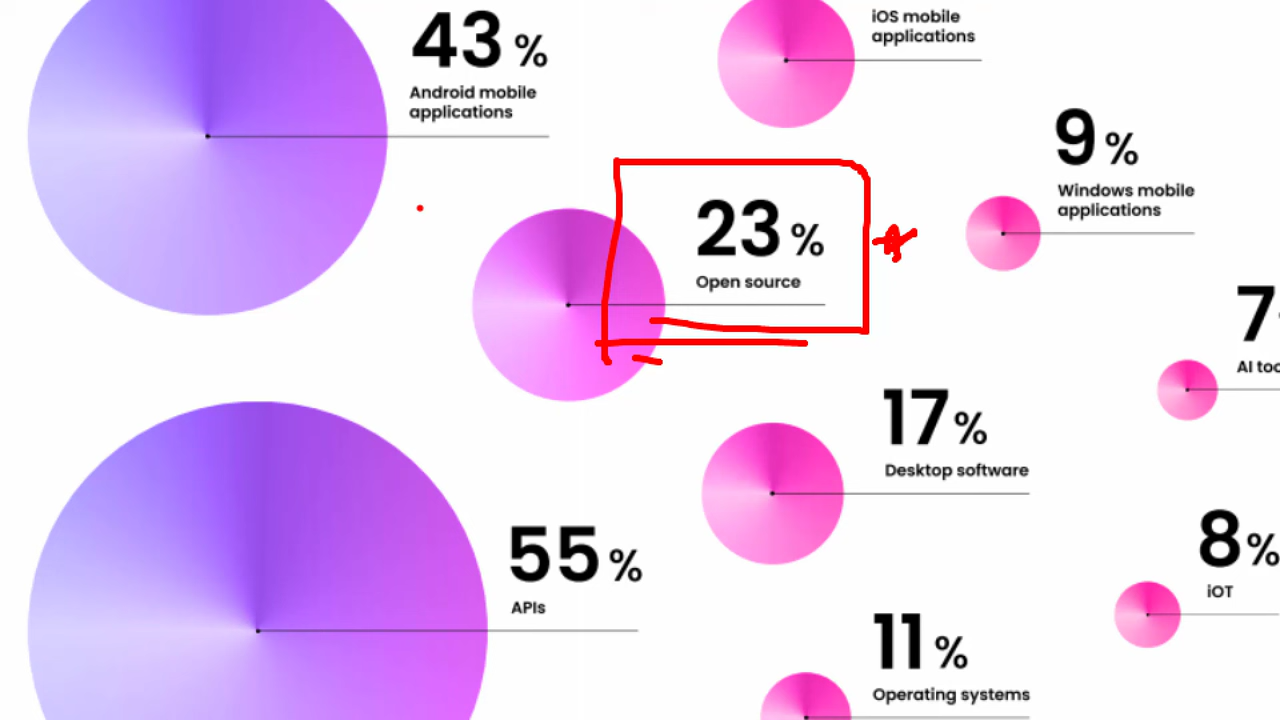 43 %
Android mobile
applications
iOS mobile
applications
9 %
Windows mobile
applications
23 %
Open source
7
AI
17 %
Desktop software
55 %
APIs
8 %
iOT
11 %
Operating systems